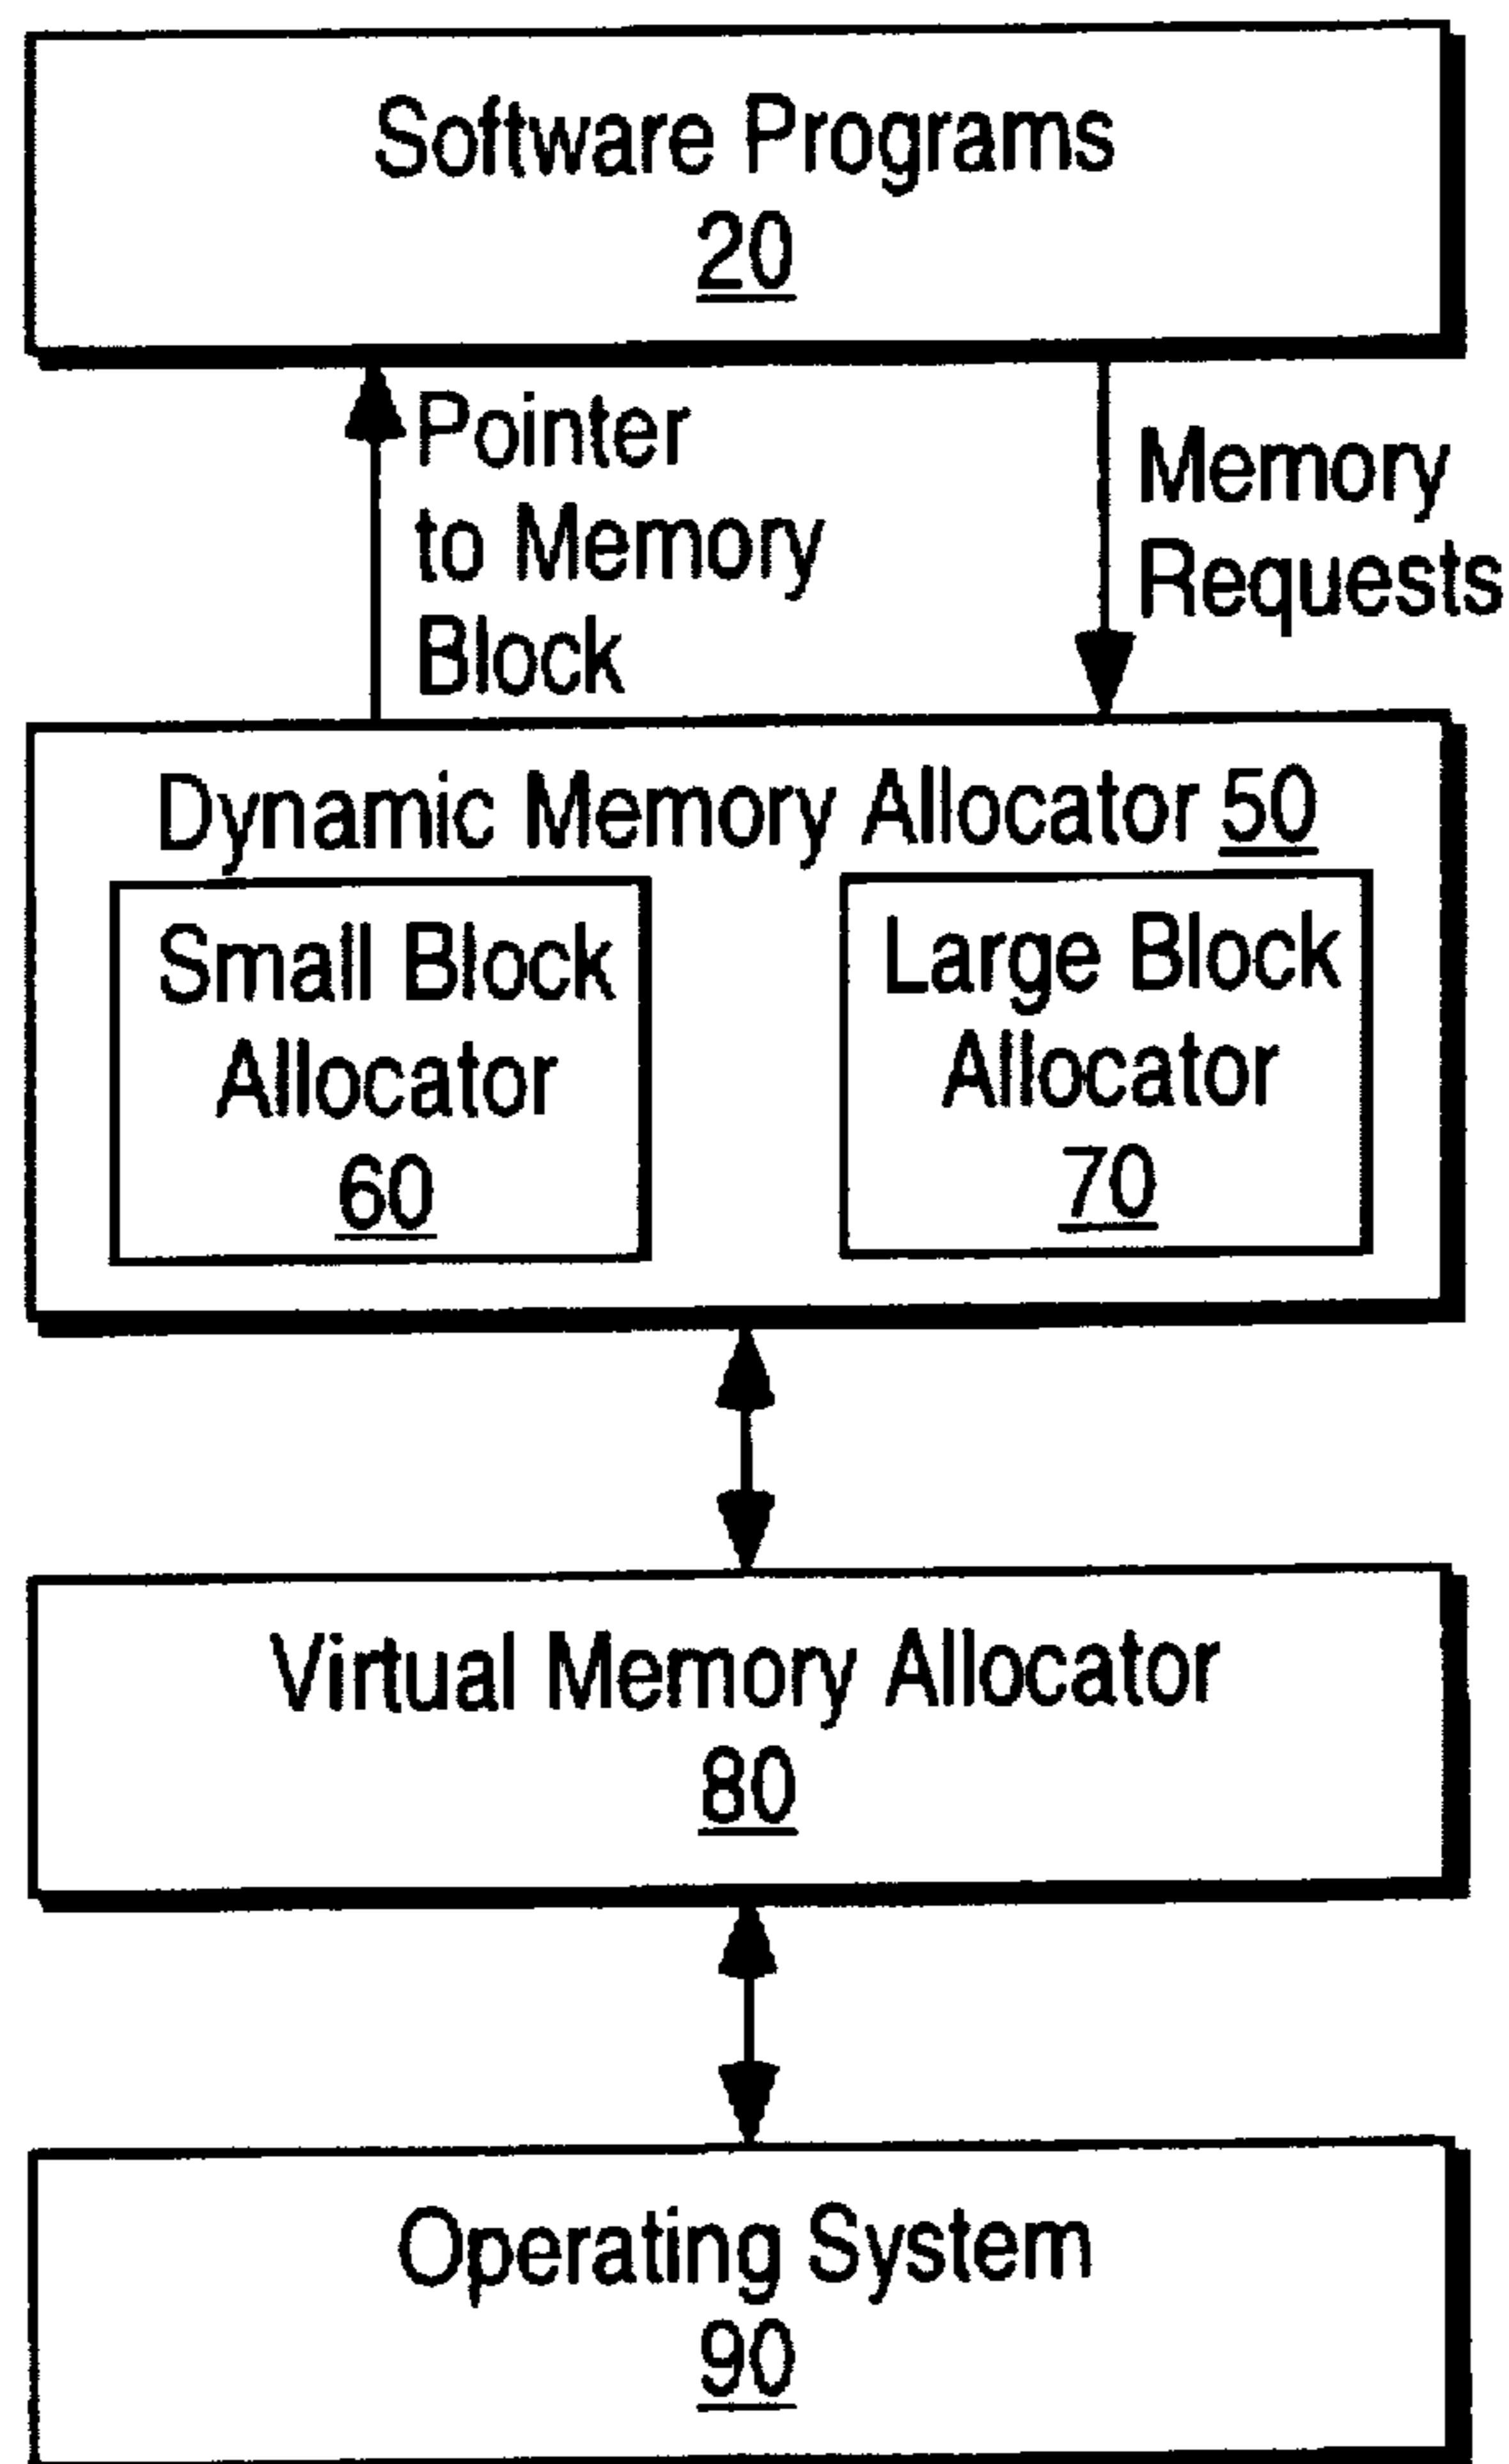 Software Programs
20
Pointer
to Memory
Block
Memory
Requests
Dynamic Memory Allocator 50
Small Block
Allocator
60
Large Block
Allocator
70
Virtual Memory Allocator
80
Operating System
90